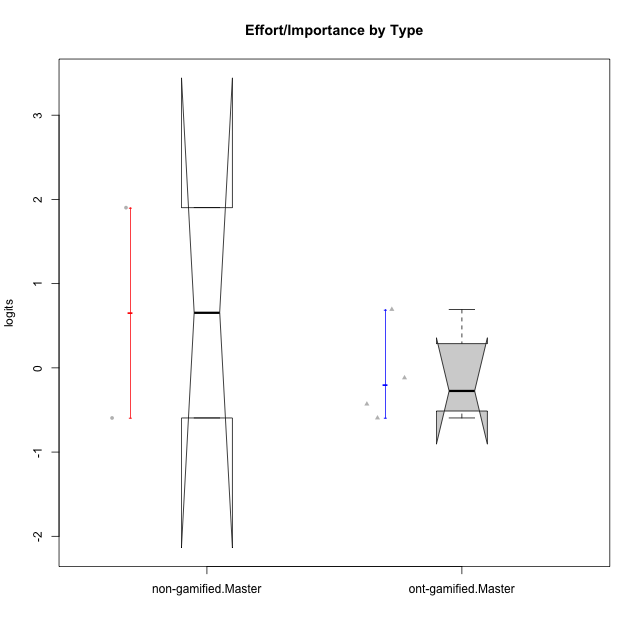 Effort/Importance by Type
logits
3
2
1
0
-1
-2
non-gamified.Master
ont-gamified.Master